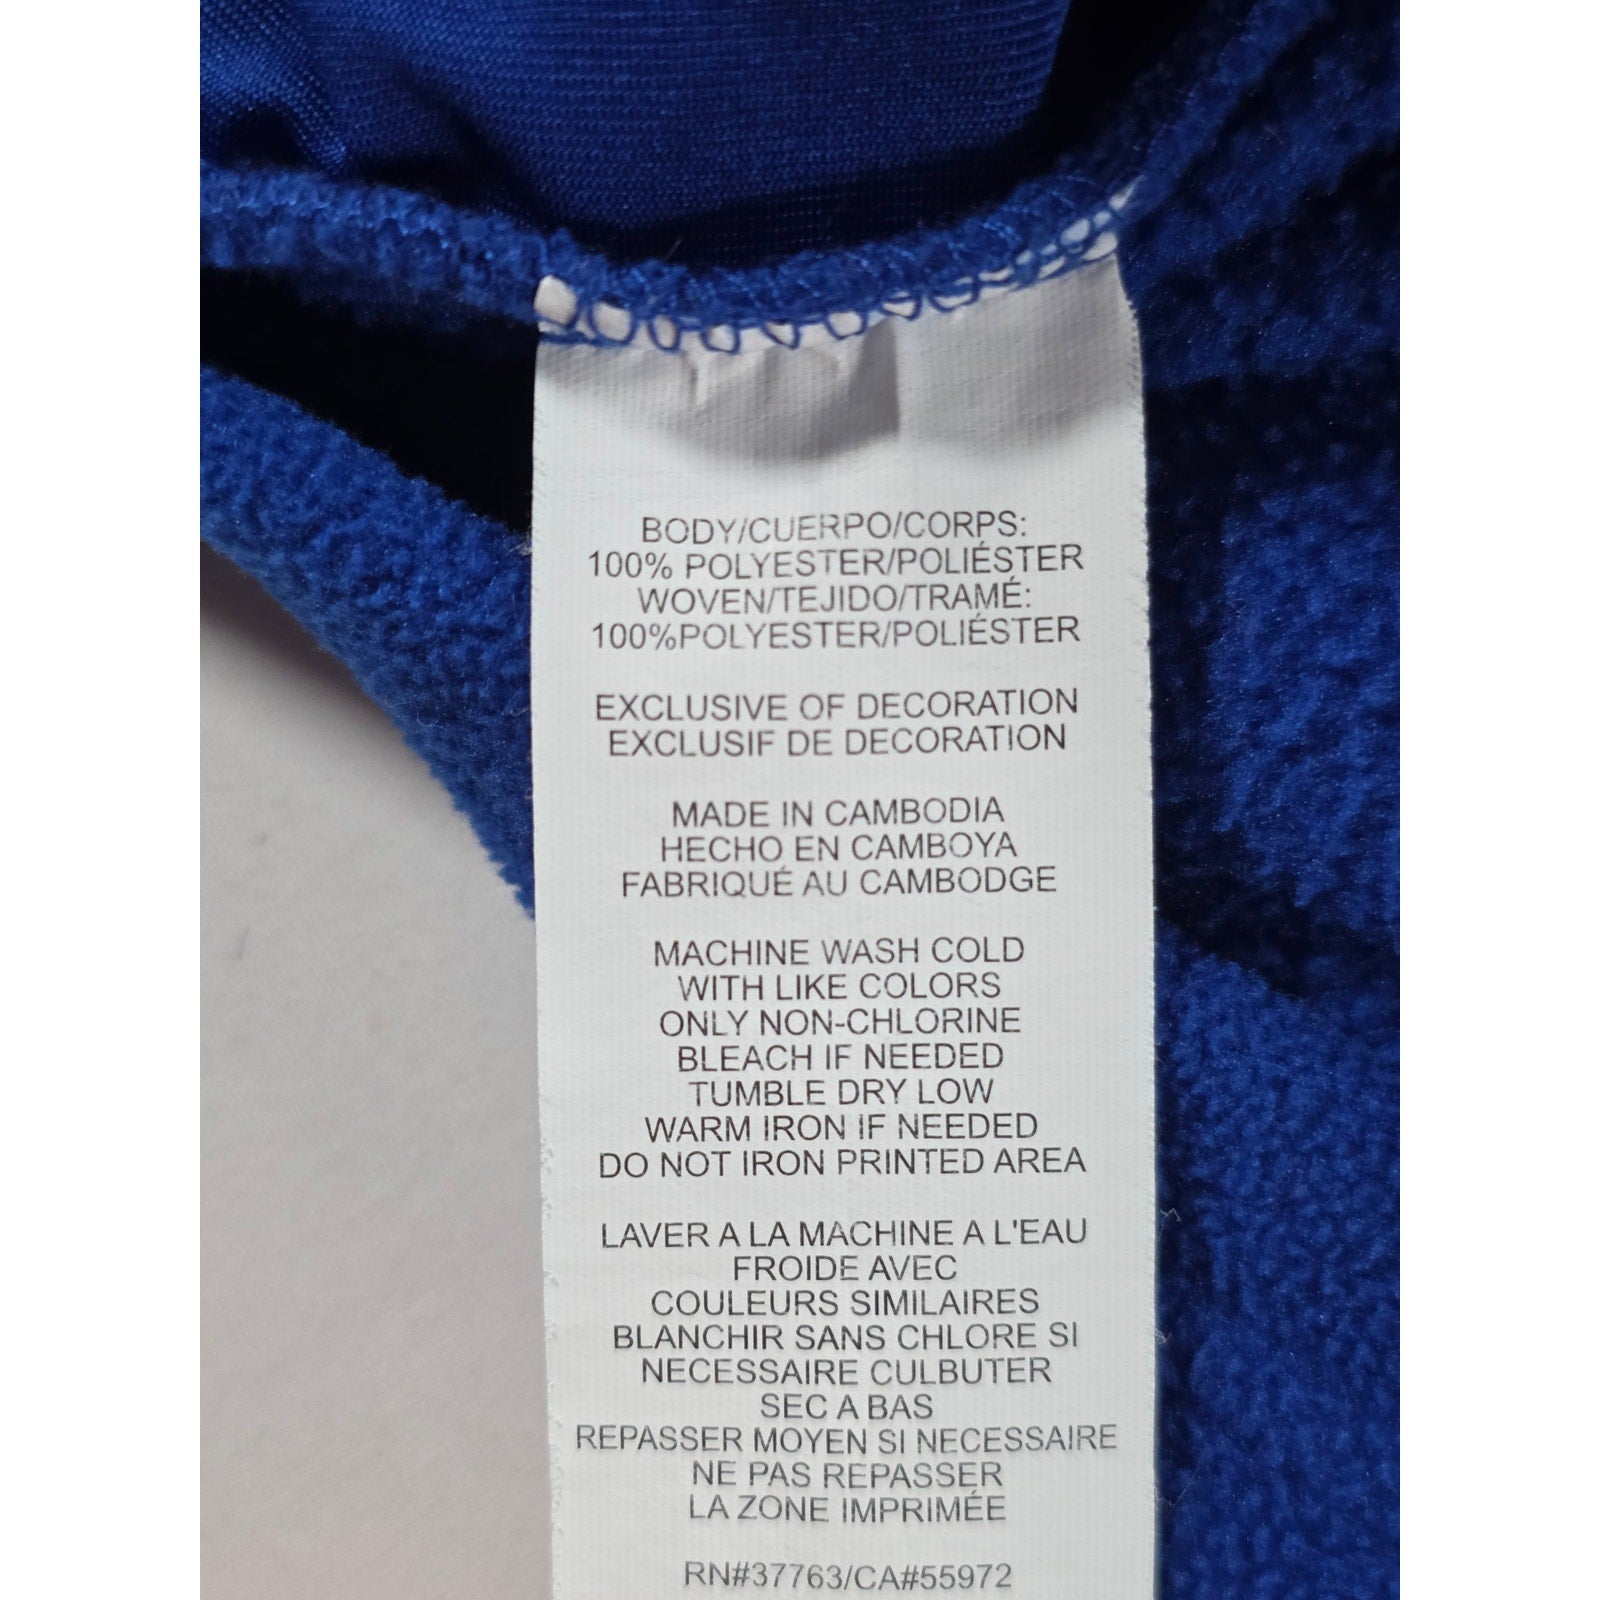 BODY/CUERPO/CORPS:
100% POLYESTER/POLIÉSTER
WOVEN/TEJIDO/TRAMÉ:
100%POLYESTER/POLIÉSTER
EXCLUSIVE OF DECORATION
EXCLUSIF DE DECORATION
MADE IN CAMBODIA
HECHO EN CAMBOYA
FABRIQUÉ AU CAMBODGE
MACHINE WASH COLD
WITH LIKE COLORS
ONLY NON-CHLORINE
BLEACH IF NEEDED
TUMBLE DRY LOW
WARM IRON IF NEEDED
DO NOT IRON PRINTED AREA
LAVER A LA MACHINE A L'EAU
FROIDE AVEC
COULEURS SIMILAIRES
BLANCHIR SANS CHLORE SI
NECESSAIRE CULBUTER
SEC A BAS
REPASSER MOYEN SI NECESSAIRE
NE PAS REPASSER
LA ZONE IMPRIMÉE
RN#37763/CA#55972